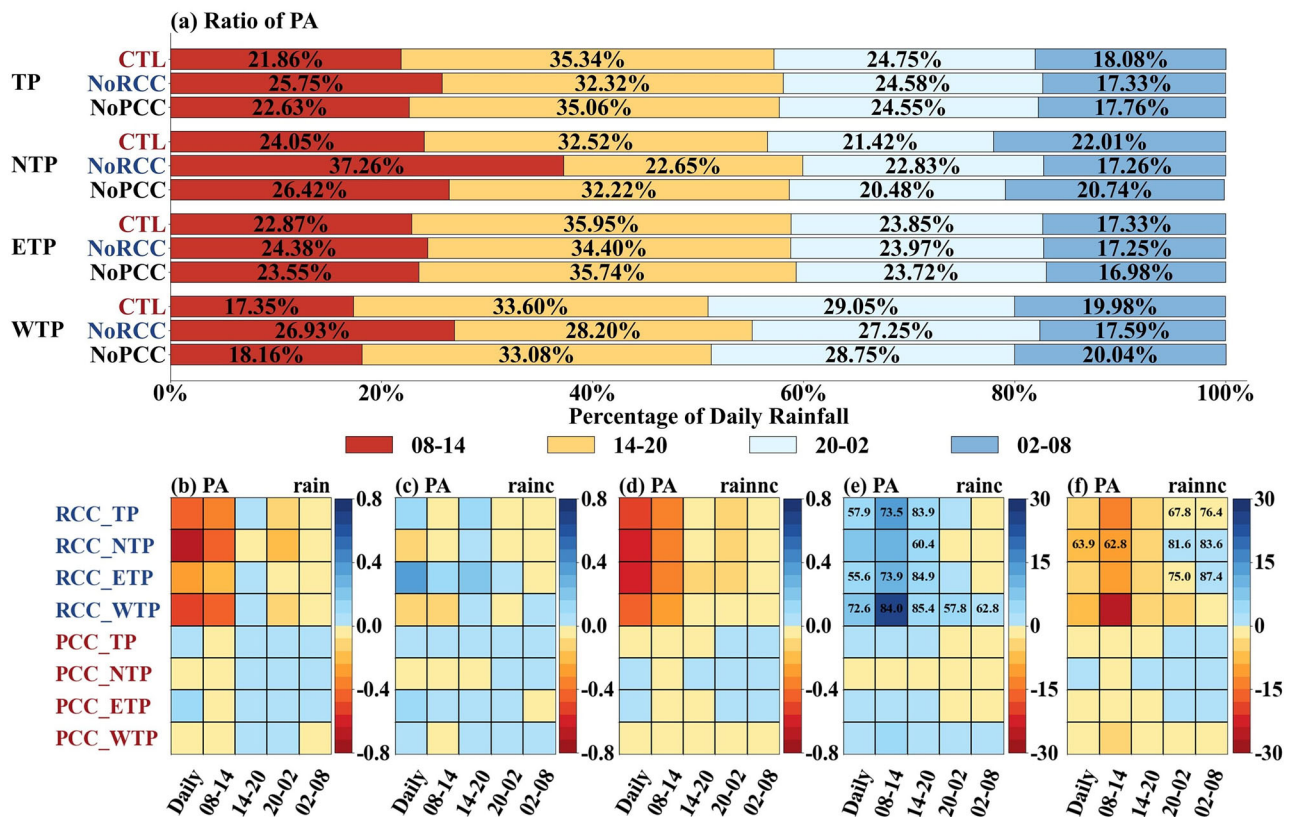 (a) Ratio of PA
TP
CTL 21.86% 35.34% 24.75% 18.08%
NoRCC 25.75% 32.32% 24.58% 17.33%
NoPCC 22.63% 35.06% 24.55% 17.76%
NTP
CTL 24.05% 32.52% 21.42% 22.01%
NoRCC 37.26% 22.65% 22.83% 17.26%
NoPCC 26.42% 32.22% 20.48% 20.74%
ETP
CTL 22.87% 35.95% 23.85% 17.33%
NoRCC 24.38% 34.40% 23.97% 17.25%
NoPCC 23.55% 35.74% 23.72% 16.98%
WTP
CTL 17.35% 33.60% 29.05% 19.98%
NoRCC 26.93% 28.20% 27.25% 17.59%
NoPCC 18.16% 33.08% 28.75% 20.04%
0% 20% 40% 60% 80% 100%
Percentage of Daily Rainfall
08-14 14-20 20-02 02-08
(b) PA rain (c) PA rainc (d) PA rainnc (e) PA rainc (f) PA rainnc
RCC_TP 57.9 73.5 83.9 67.8 76.4
RCC_NTP 60.4 63.9 62.8 81.6 83.6
RCC_ETP 55.6 73.9 84.9 75.0 87.4
RCC_WTP 72.6 84.0 85.4 57.8 62.8
PCC_TP
PCC_NTP
PCC_ETP
PCC_WTP
0.8 0.4 0.0 -0.4 -0.8
0.8 0.4 0.0 -0.4 -0.8
0.8 0.4 0.0 -0.4 -0.8
30 15 0 -15 -30
30 15 0 -15 -30
Daily 08-14 14-20 20-02 02-08
Daily 08-14 14-20 20-02 02-08
Daily 08-14 14-20 20-02 02-08
Daily 08-14 14-20 20-02 02-08
Daily 08-14 14-20 20-02 02-08